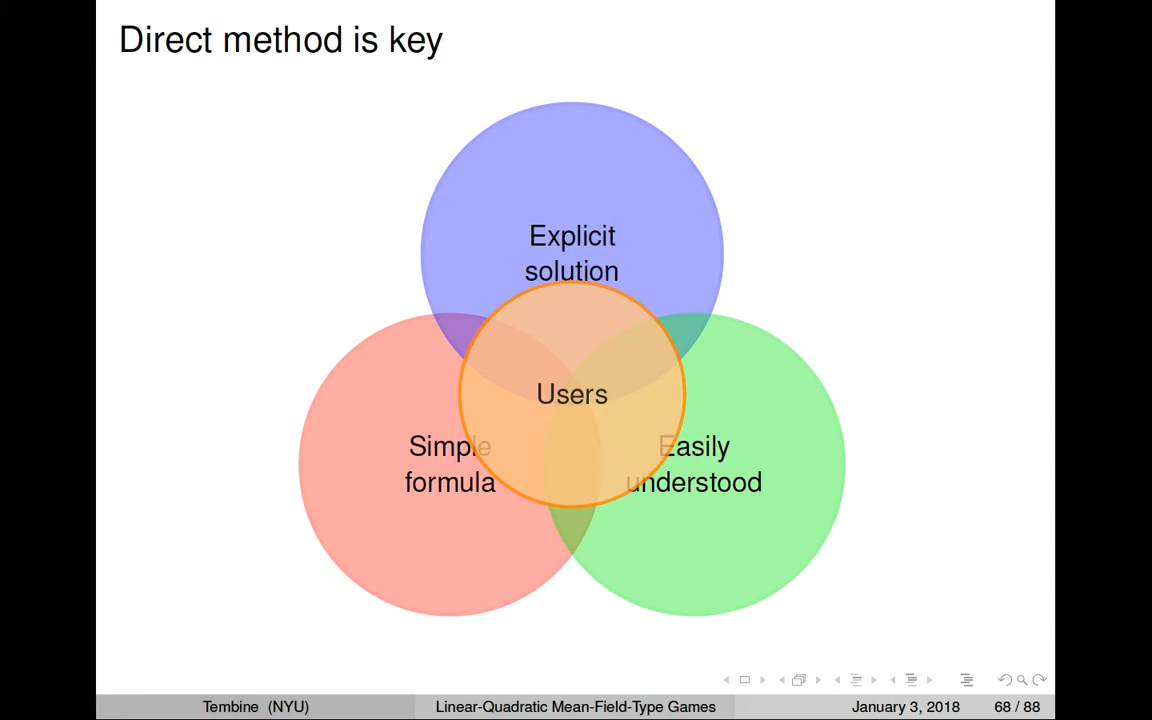 Direct method is key
Explicit
solution
Users
Simple
formula
Easily
understood
Tembine (NYU)
Linear-Quadratic Mean-Field-Type Games
January 3, 2018
68 / 88